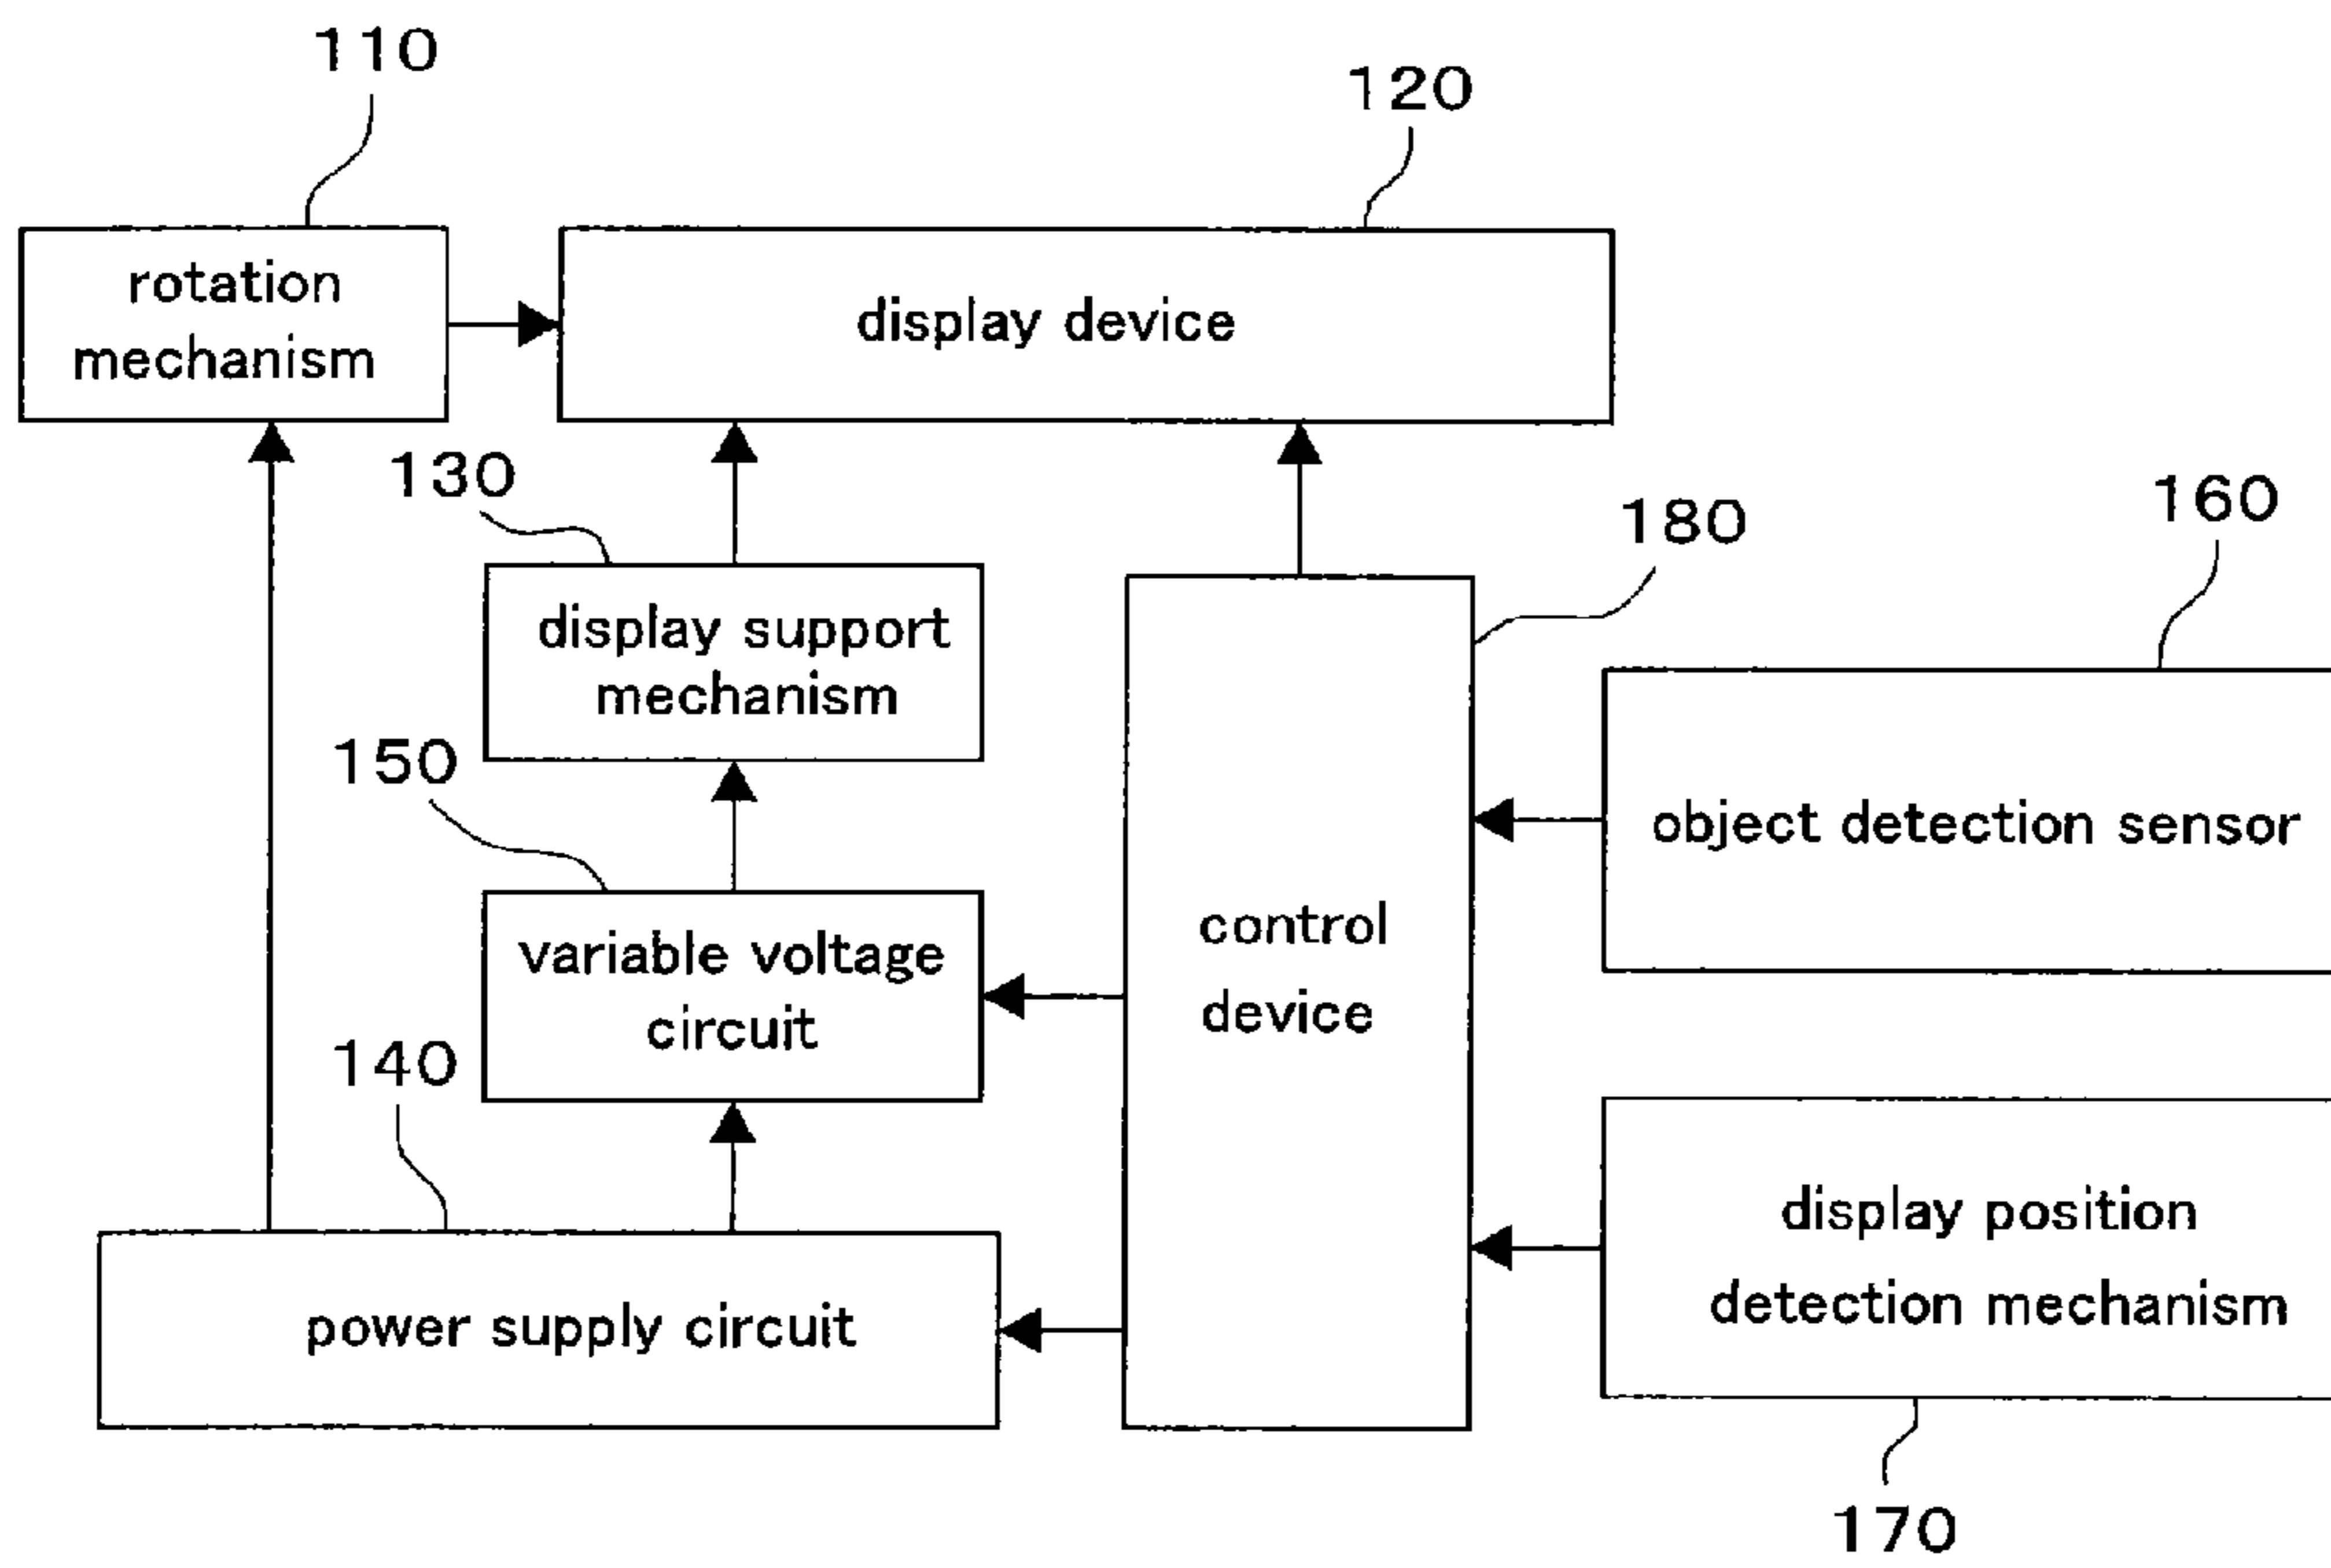 110
120
rotation
mechanism
display device
130
180
160
display support
mechanism
150
object detection sensor
variable voltage
circuit
control
device
140
display position
detection mechanism
power supply circuit
170